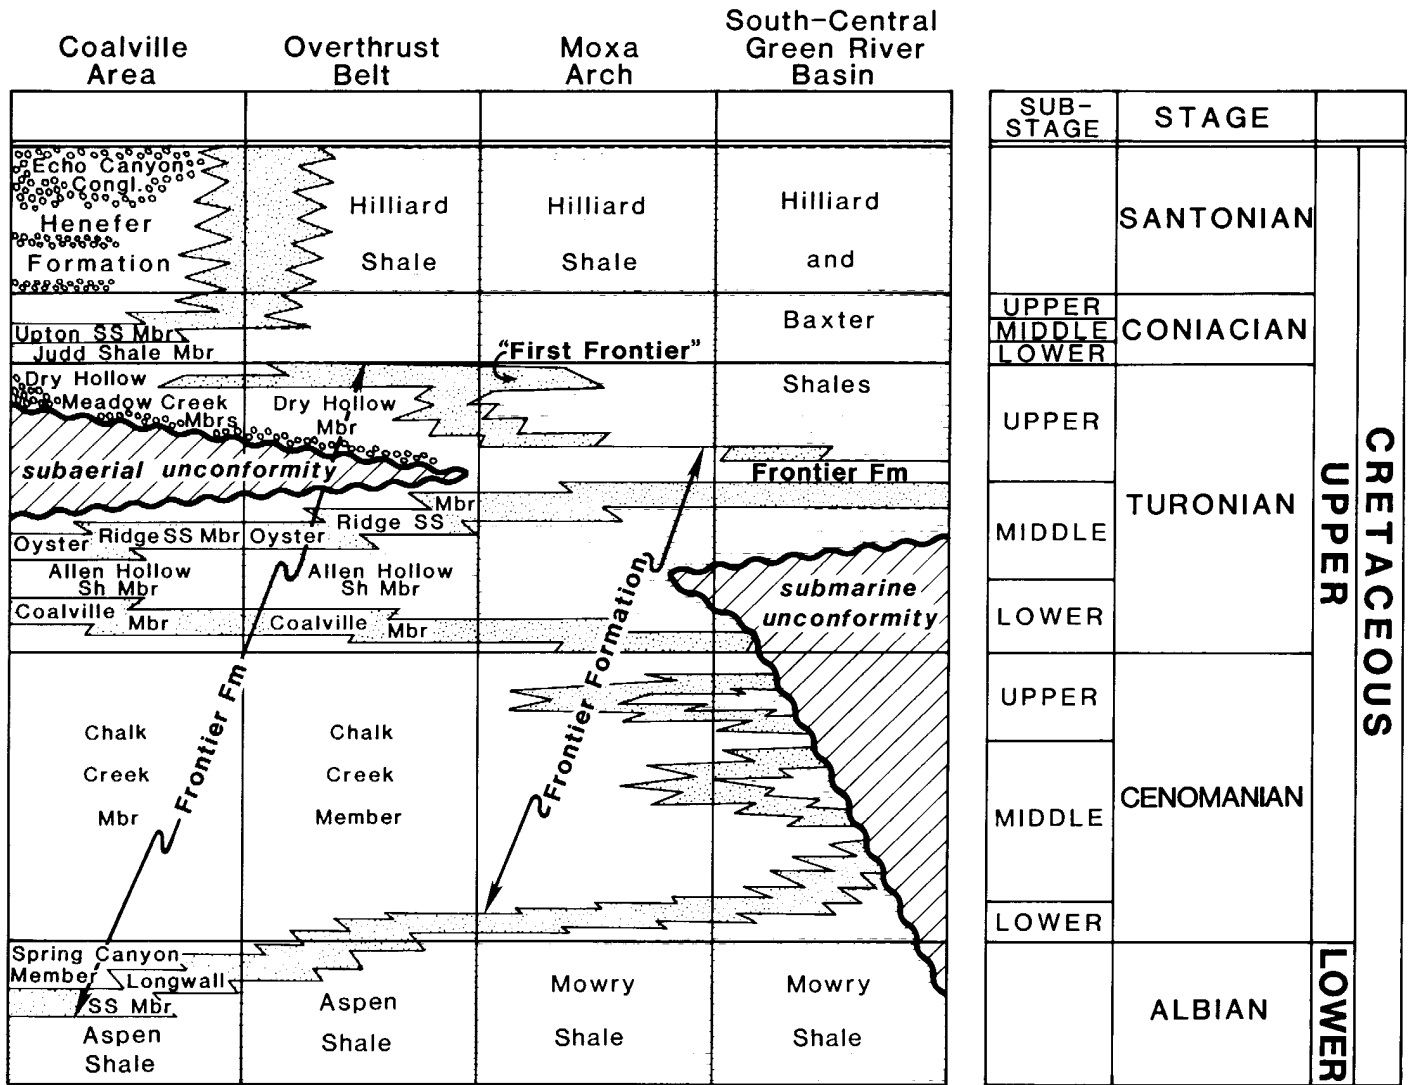 Coalville
Area
Overthrust
Belt
Moxa
Arch
South-Central
Green River
Basin
SUB-
STAGE
STAGE
Echo Canyon
Congl.
Henefer
Formation
Hilliard
Shale
Hilliard
Shale
Hilliard
and
Baxter
Shales
Upton SS Mbr
Judd Shale Mbr
"First Frontier"
Dry Hollow
Meadow Creek
Mbrs
Dry Hollow
Mbr
subaerial unconformity
Frontier Fm
Mbr
Ridge SS
Oyster
Ridge SS Mbr
Oyster
Allen Hollow
Sh Mbr
Allen Hollow
Sh Mbr
Coalville
Mbr
Coalville
Mbr
submarine
unconformity
Frontier Fm
Frontier Formation
Chalk
Creek
Mbr
Chalk
Creek
Member
Spring Canyon
Member
Longwall
SS Mbr
Aspen
Shale
Aspen
Shale
Mowry
Shale
Mowry
Shale
SANTONIAN
UPPER
MIDDLE
LOWER
CONIACIAN
UPPER
MIDDLE
LOWER
TURONIAN
UPPER
MIDDLE
LOWER
CENOMANIAN
ALBIAN
UPPER
LOWER
CRETACEOUS